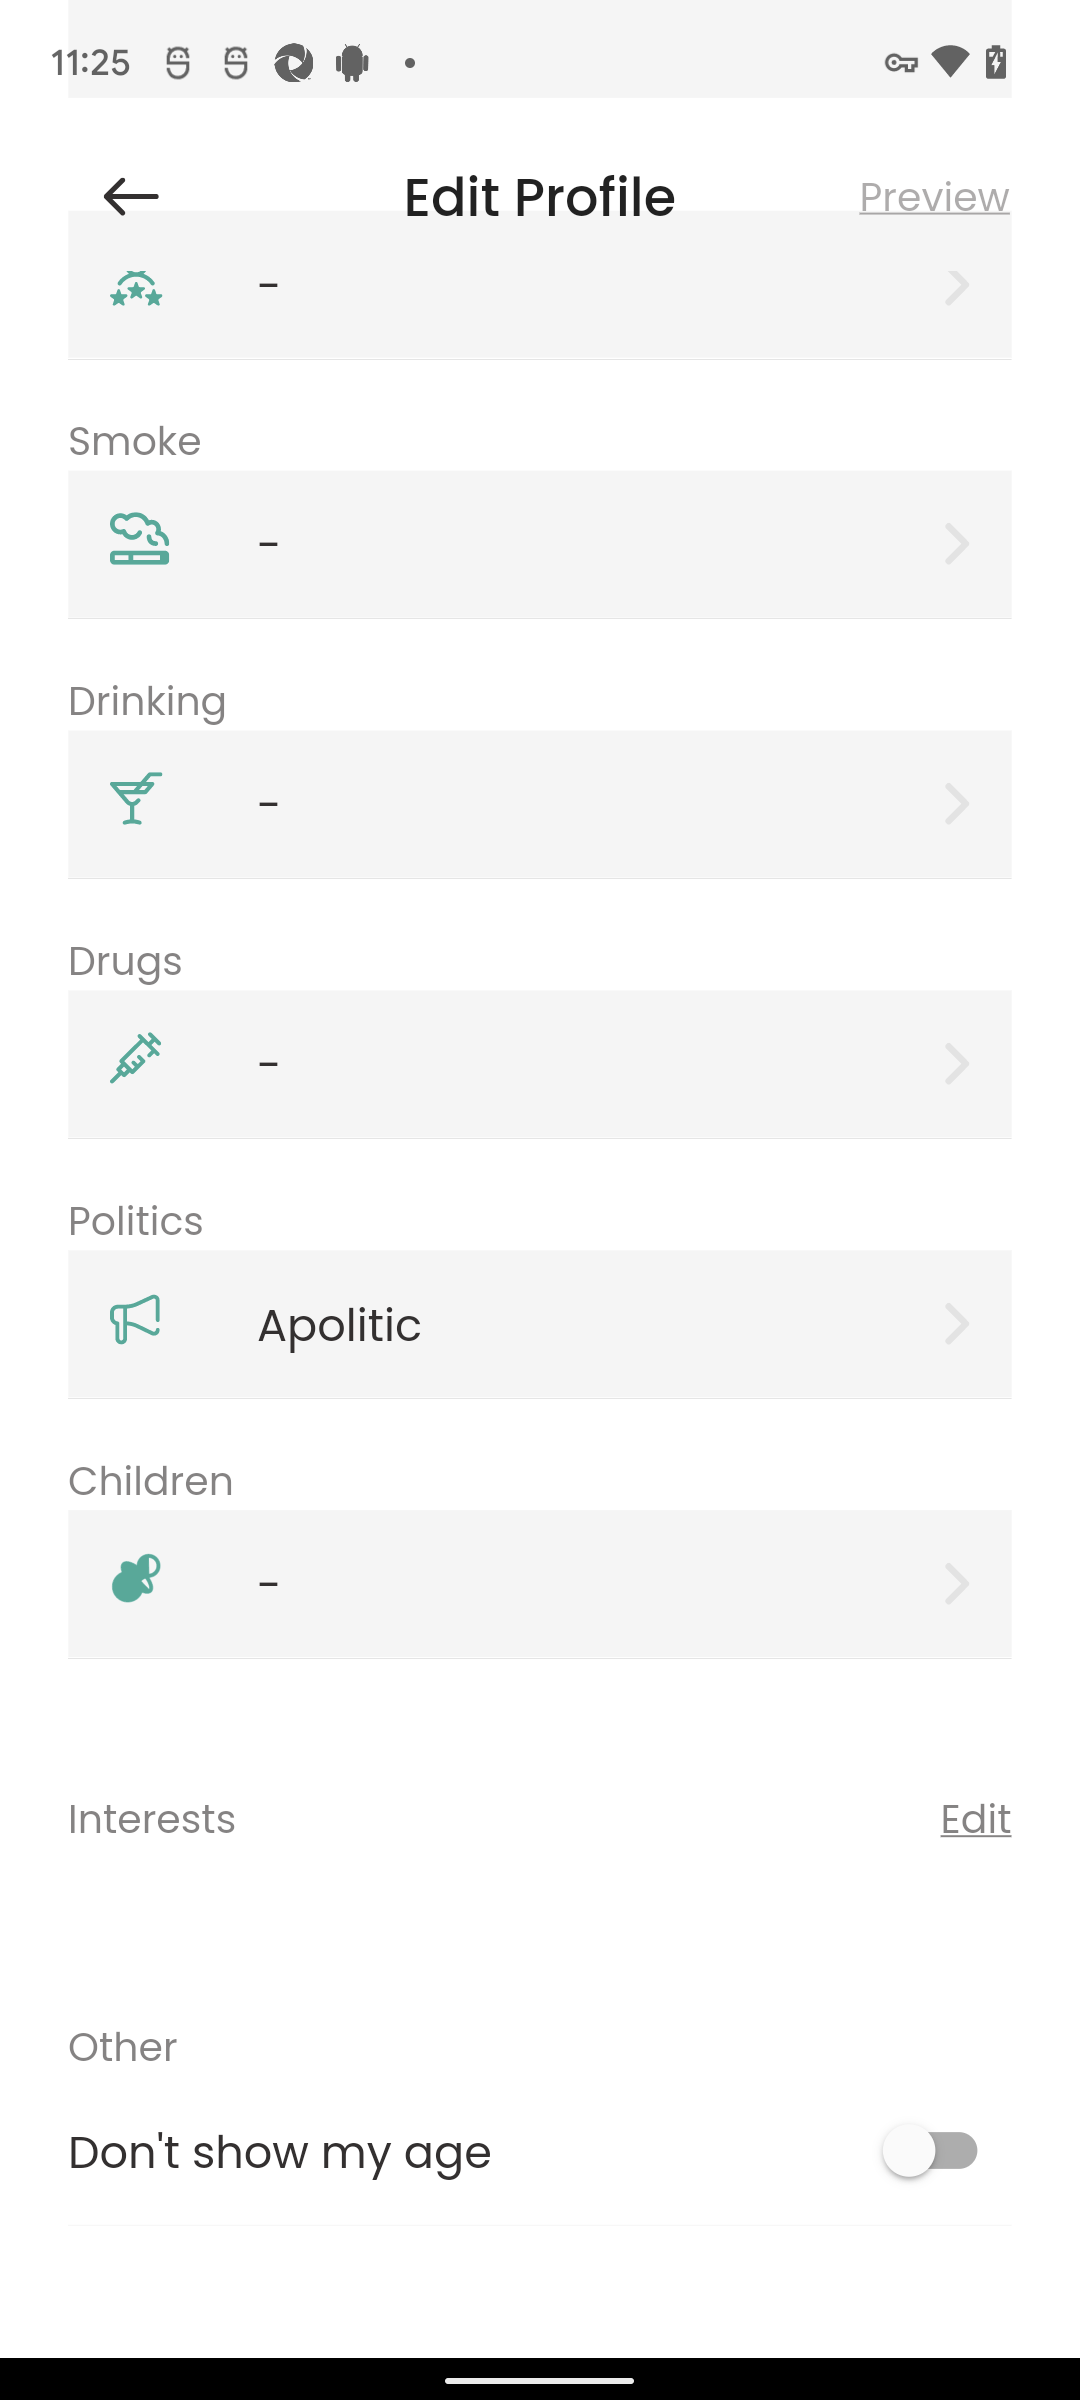 11:25
Edit Profile
Preview
-
Smoke
-
Drinking
-
Drugs
-
Politics
Apolitic
Children
-
Interests
Edit
Other
Don't show my age